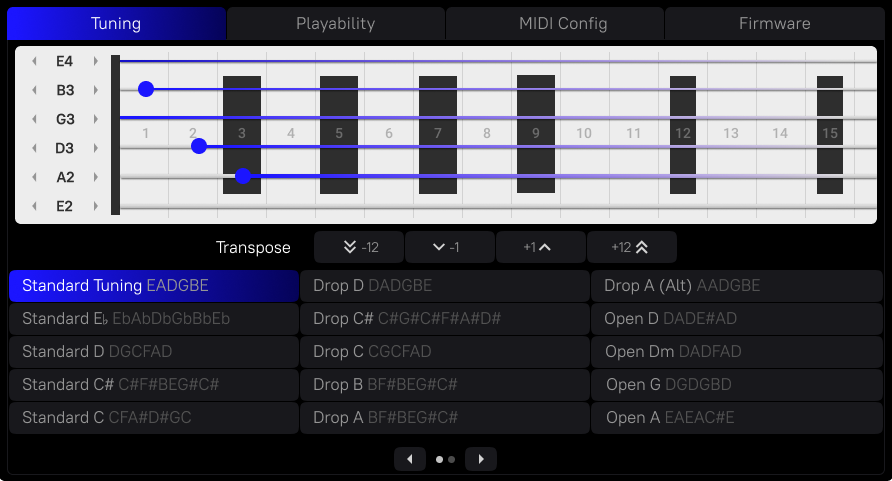 Tuning Playability MIDI Config Firmware
E4
B3
G3
1 2 3 4 5 6 7 8 9 10 11 12 13 14 15
D3
A2
E2
Transpose -12 -1 +1 +12
Standard Tuning EADGBE Drop D DADGBE Drop A (Alt) AADGBE
Standard E♭ EbAbDbGbBbEb Drop C# C#G#C#F#A#D# Open D DADE#AD
Standard D DGCFAD Drop C CGCFAD Open Dm DADFAD
Standard C# C#F#BEG#C# Drop B BF#BEG#C# Open G DGDGBD
Standard C CFA#D#GC Drop A BF#BEG#C# Open A EAEAC#E